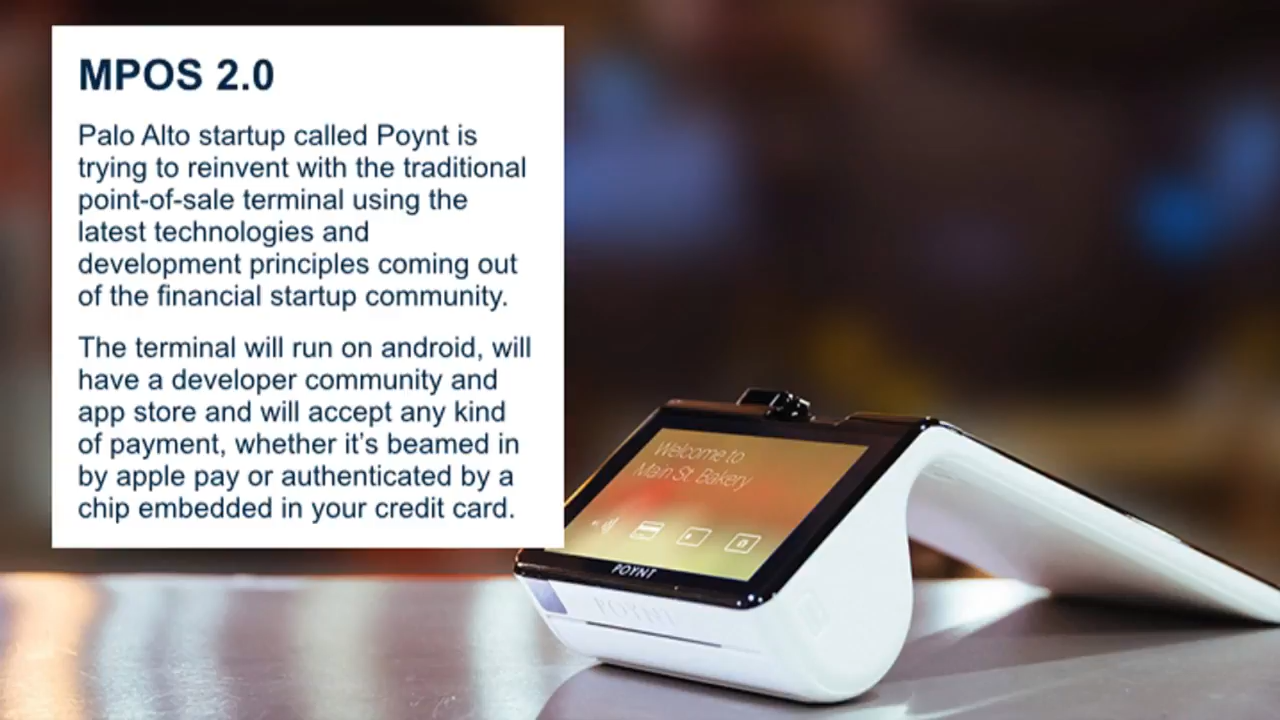 MPOS 2.0
Palo Alto startup called Poynt is
trying to reinvent with the traditional
point-of-sale terminal using the
latest technologies and
development principles coming out
of the financial startup community.
The terminal will run on android, will
have a developer community and
app store and will accept any kind
of payment, whether it's beamed in
by apple pay or authenticated by a
chip embedded in your credit card.
Welcome to
Main St. Bakery
POYNT
POYNT